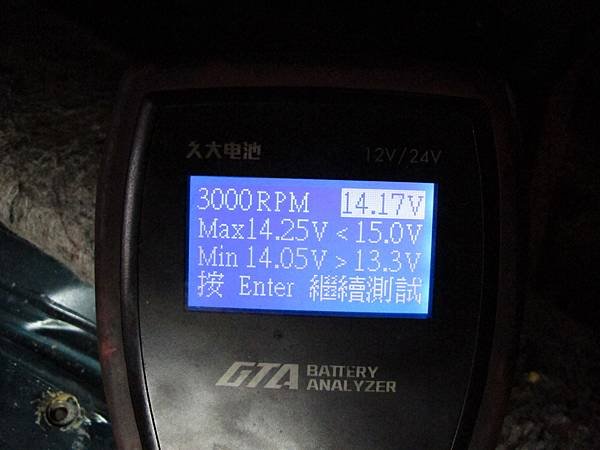 久大电池
12V/24V
3000RPM 14.17V
Max14.25V < 15.0V
Min 14.05V > 13.3V
按 Enter 繼續測試
GTA BATTERY
ANALYZER